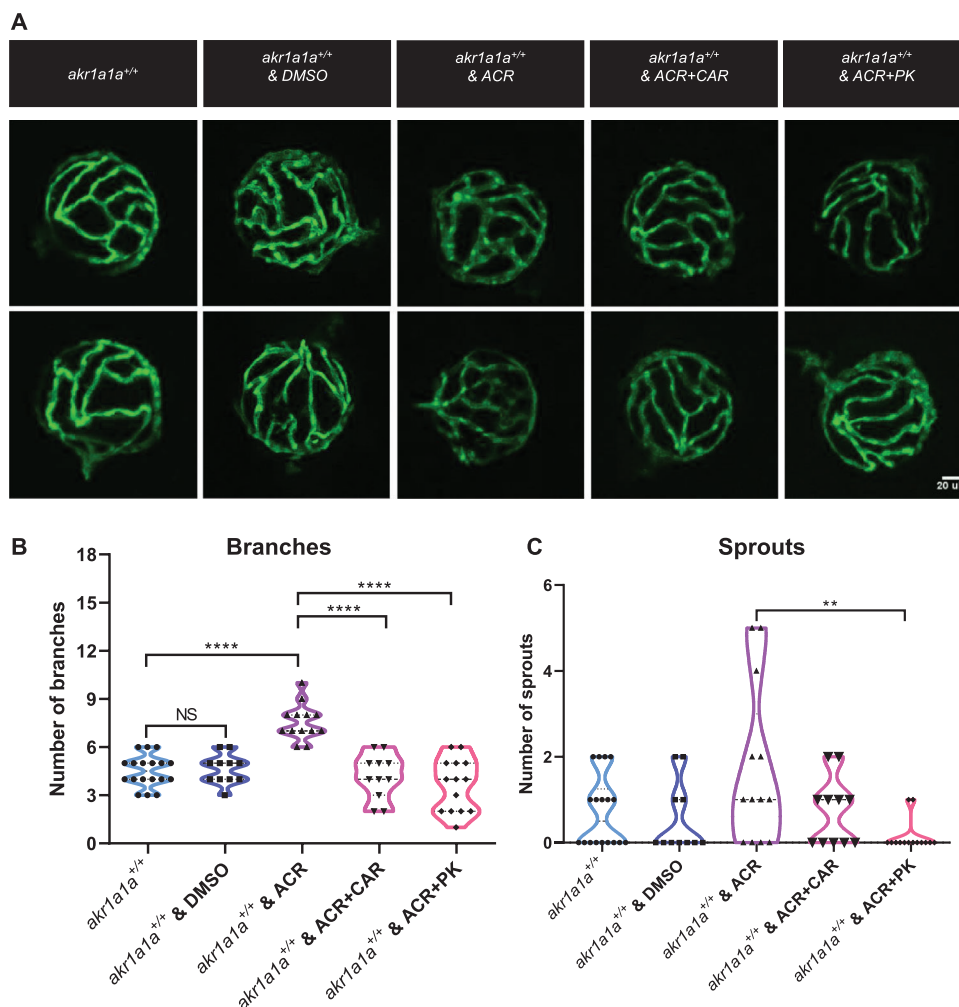 A
akr1a1a+/+
akr1a1a+/+
& DMSO
akr1a1a+/+
& ACR
akr1a1a+/+
& ACR+CAR
akr1a1a+/+
& ACR+PK
20 u
B
Branches
Number of branches
18
15
12
9
6
3
0
NS
****
****
****
akr1a1a+/+
akr1a1a+/+ & DMSO
akr1a1a+/+ & ACR
akr1a1a+/+ & ACR+CAR
akr1a1a+/+ & ACR+PK
C
Sprouts
Number of sprouts
6
4
2
0
**
akr1a1a+/+
akr1a1a+/+ & DMSO
akr1a1a+/+ & ACR
akr1a1a+/+ & ACR+CAR
akr1a1a+/+ & ACR+PK